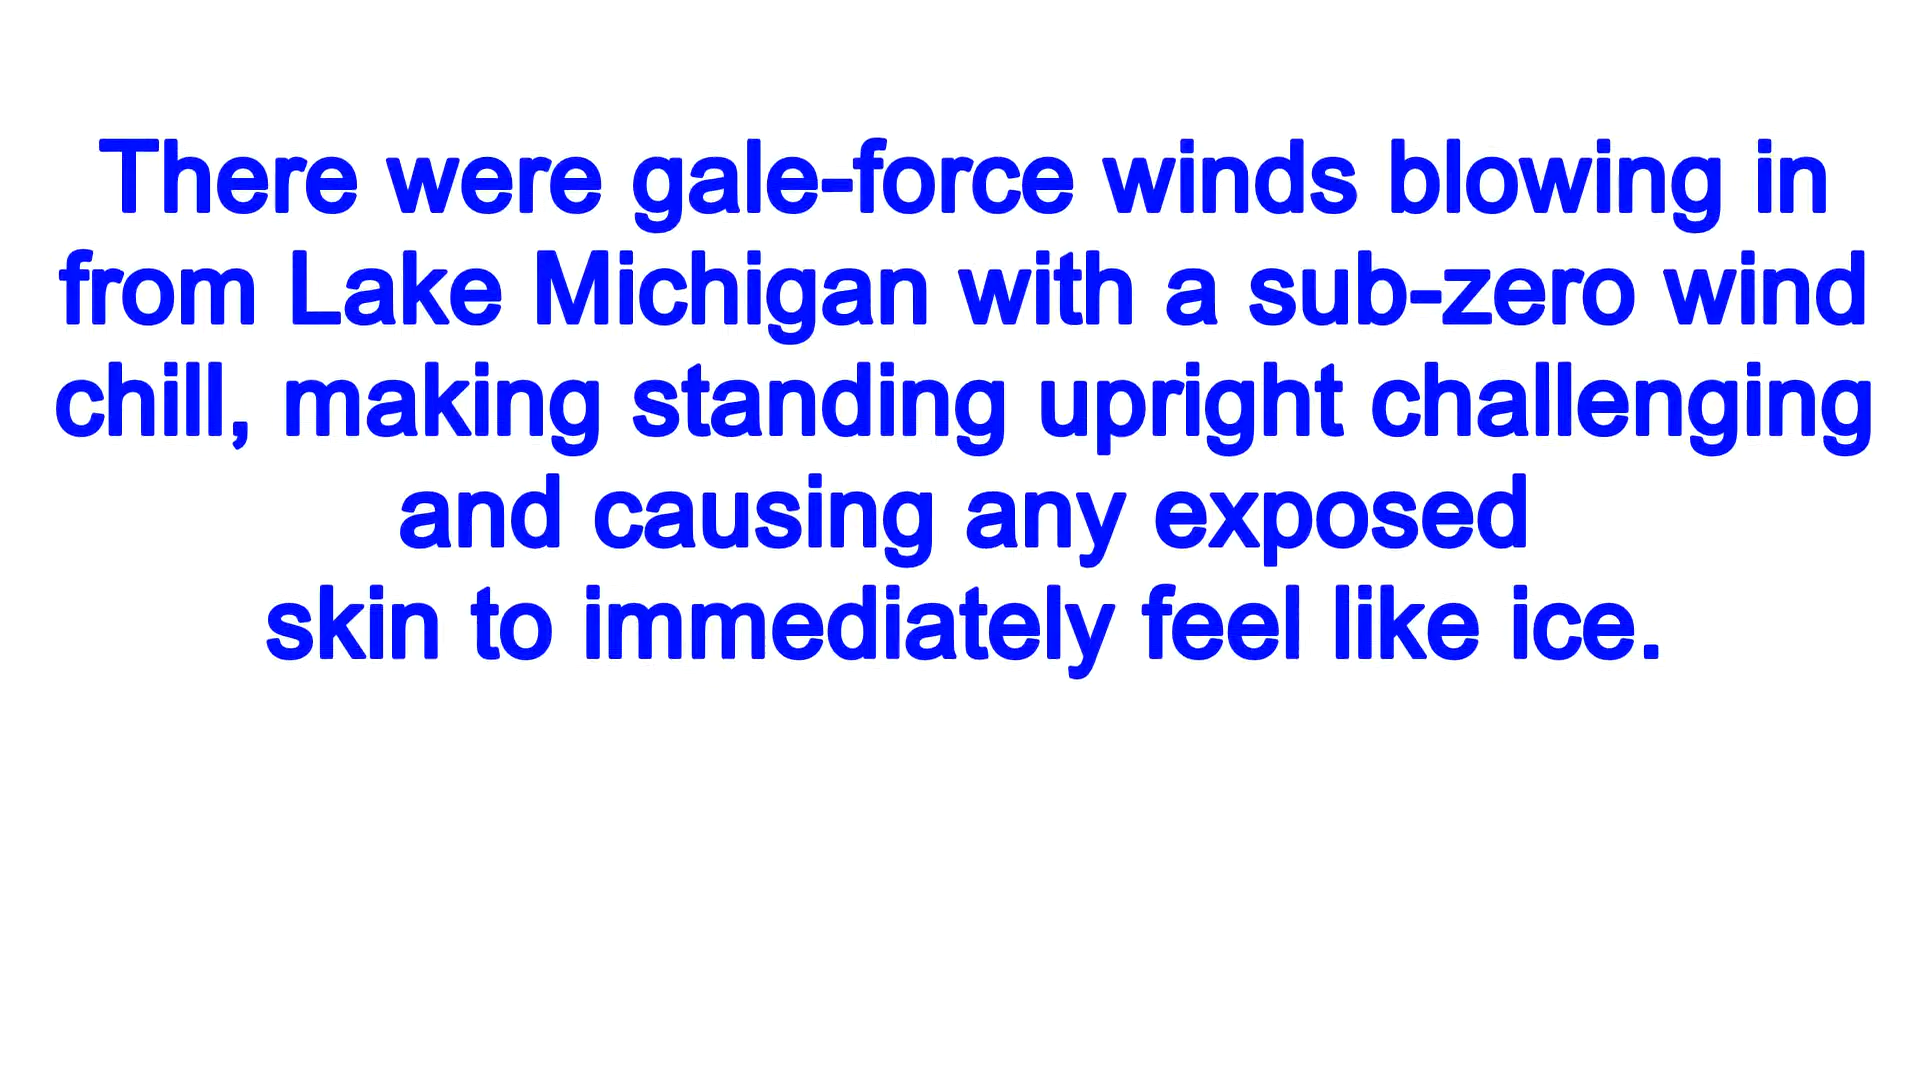 There were gale-force winds blowing in
from Lake Michigan with a sub-zero wind
chill, making standing upright challenging
and causing any exposed
skin to immediately feel like ice.